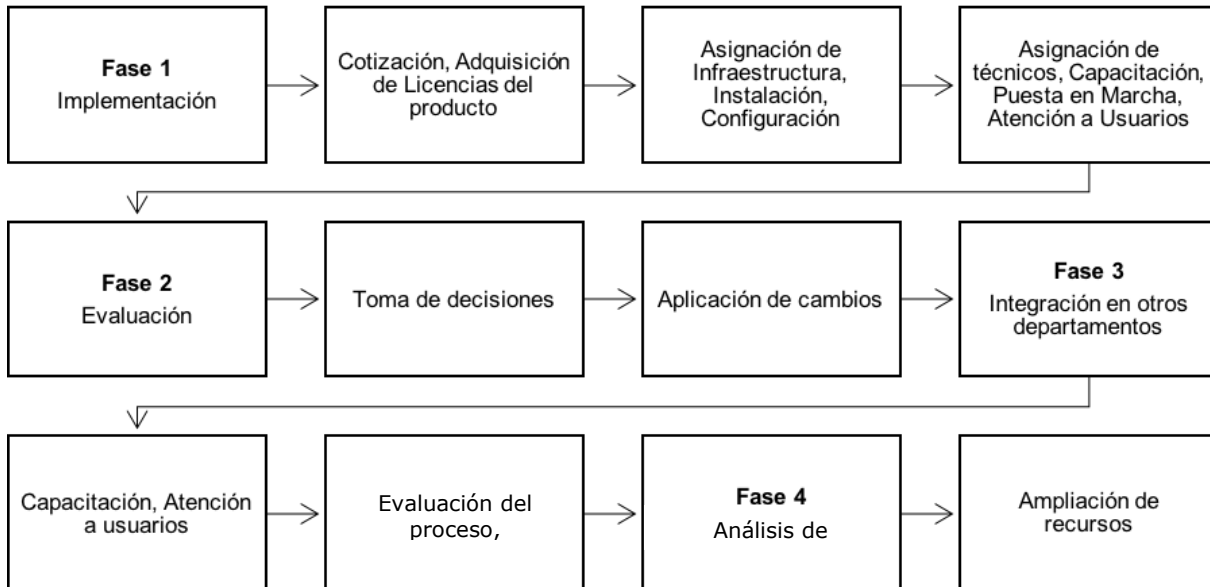 Fase 1
Implementación
Cotización, Adquisición
de Licencias del
producto
Asignación de
Infraestructura,
Instalación,
Configuración
Asignación de
técnicos, Capacitación,
Puesta en Marcha,
Atención a Usuarios
Fase 2
Evaluación
Toma de decisiones
Aplicación de cambios
Fase 3
Integración en otros
departamentos
Capacitación, Atención
a usuarios
Evaluación del
proceso,
Fase 4
Análisis de
Ampliación de
recursos